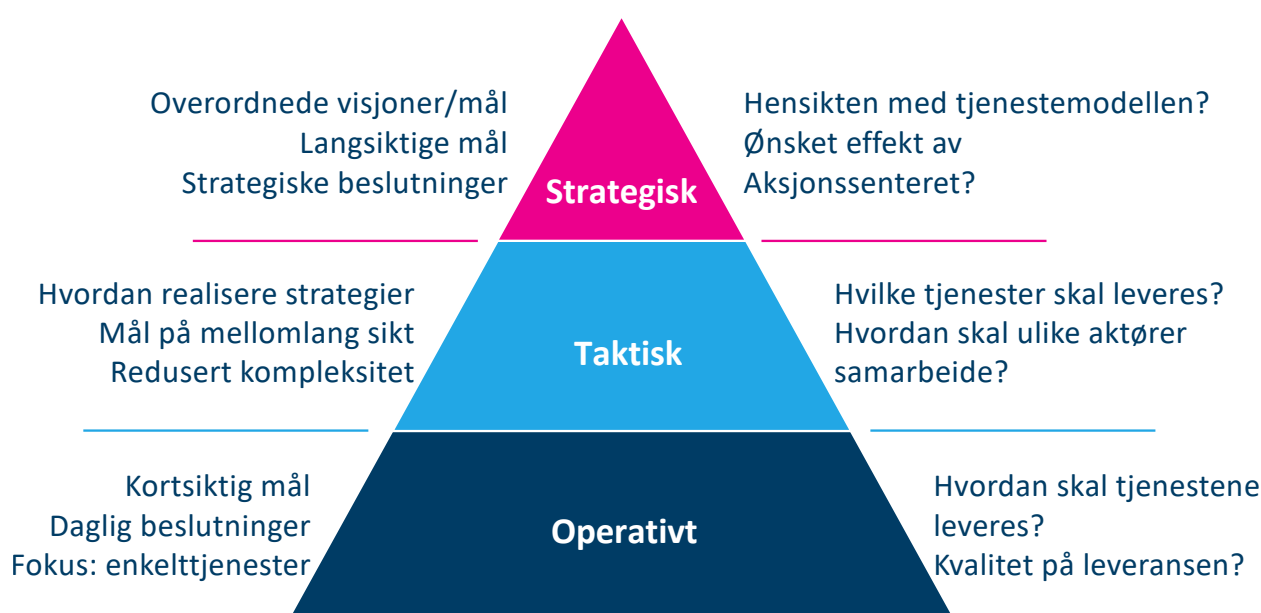 Overordnede visjoner/mål
Langsiktige mål
Strategiske beslutninger
Strategisk
Hensikten med tjenestemodellen?
Ønsket effekt av
Aksjonssenteret?
Hvordan realisere strategier
Mål på mellomlang sikt
Redusert kompleksitet
Taktisk
Hvilke tjenester skal leveres?
Hvordan skal ulike aktører
samarbeide?
Kortsiktig mål
Daglig beslutninger
Fokus: enkelttjenester
Operativt
Hvordan skal tjenestene
leveres?
Kvalitet på leveransen?